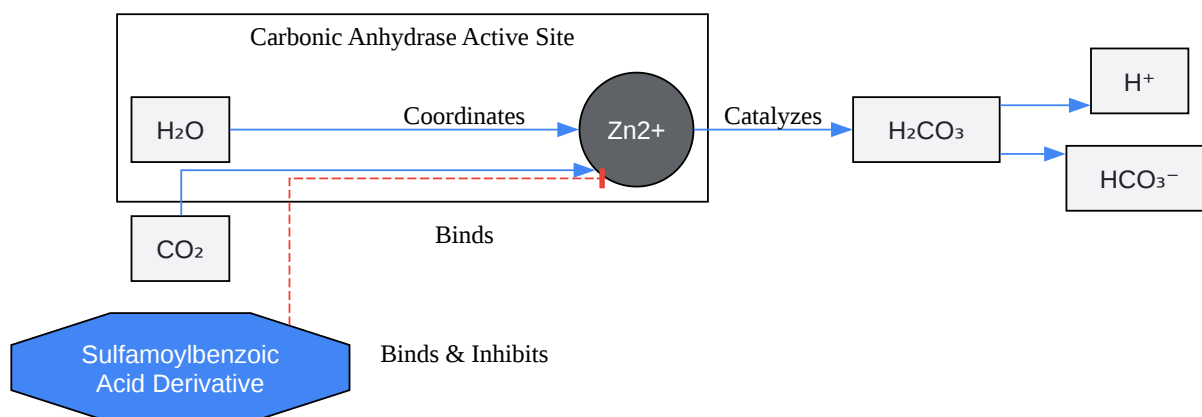 Carbonic Anhydrase Active Site
H₂O
Coordinates
Zn2+
Catalyzes
H₂CO₃
H⁺
HCO₃⁻
CO₂
Binds
Sulfamoylbenzoic
Acid Derivative
Binds & Inhibits